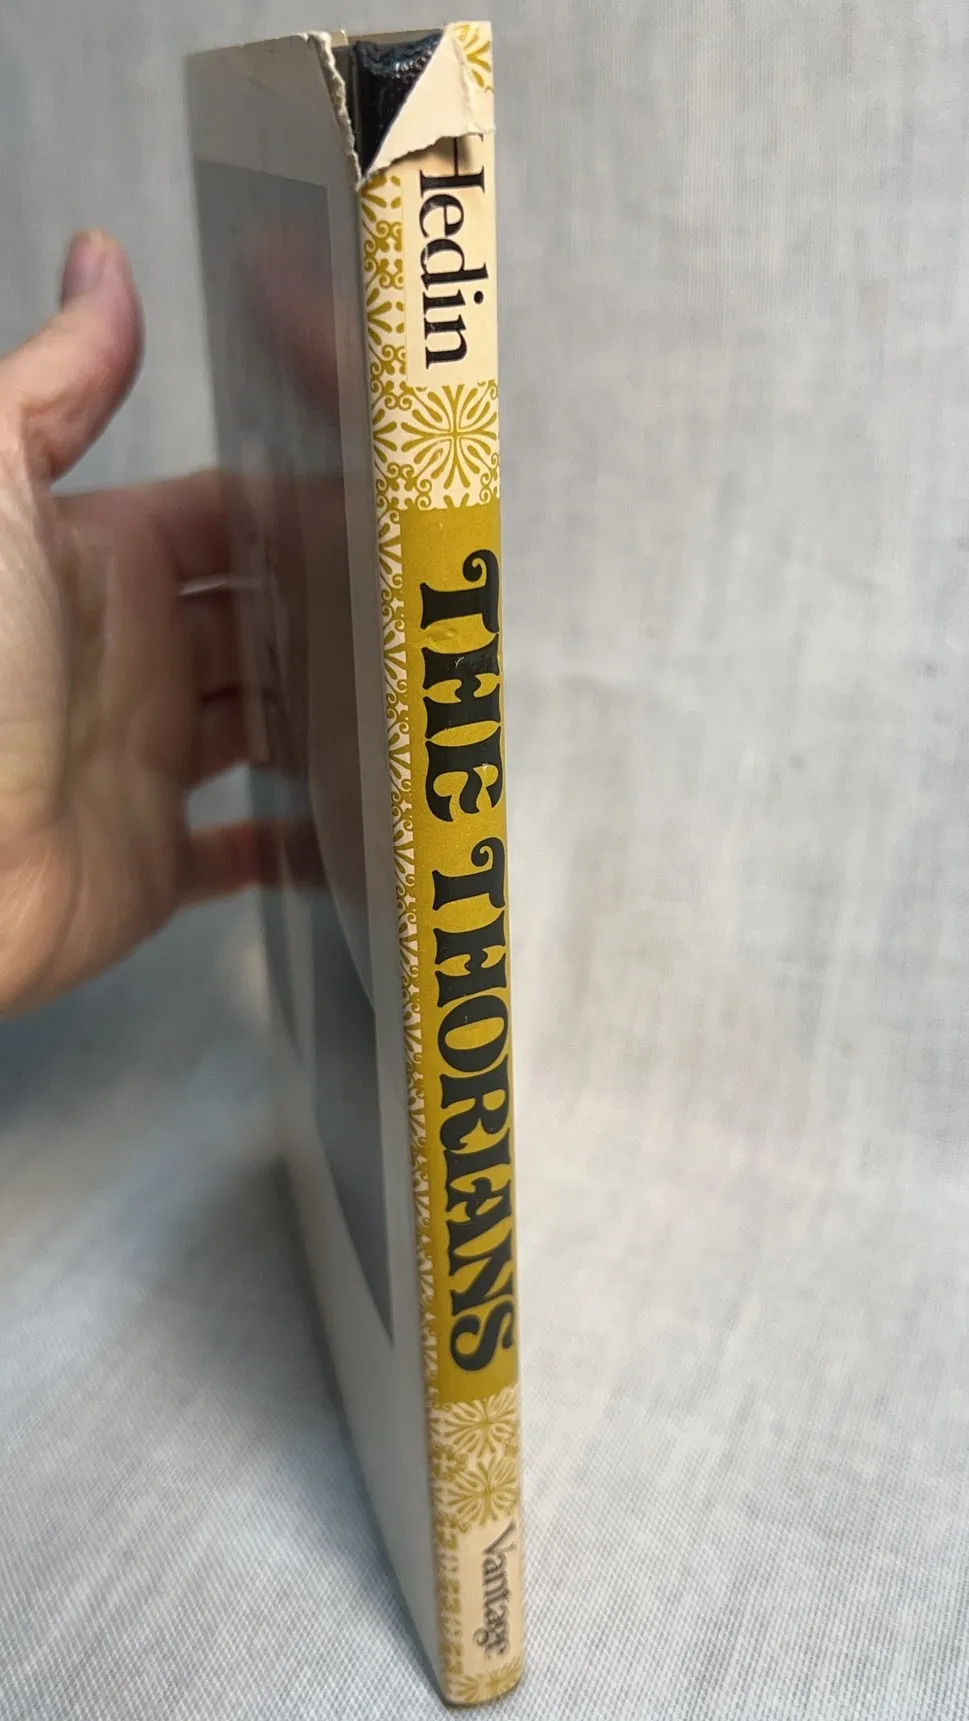 Hedin
THE THORIANS
Vantage